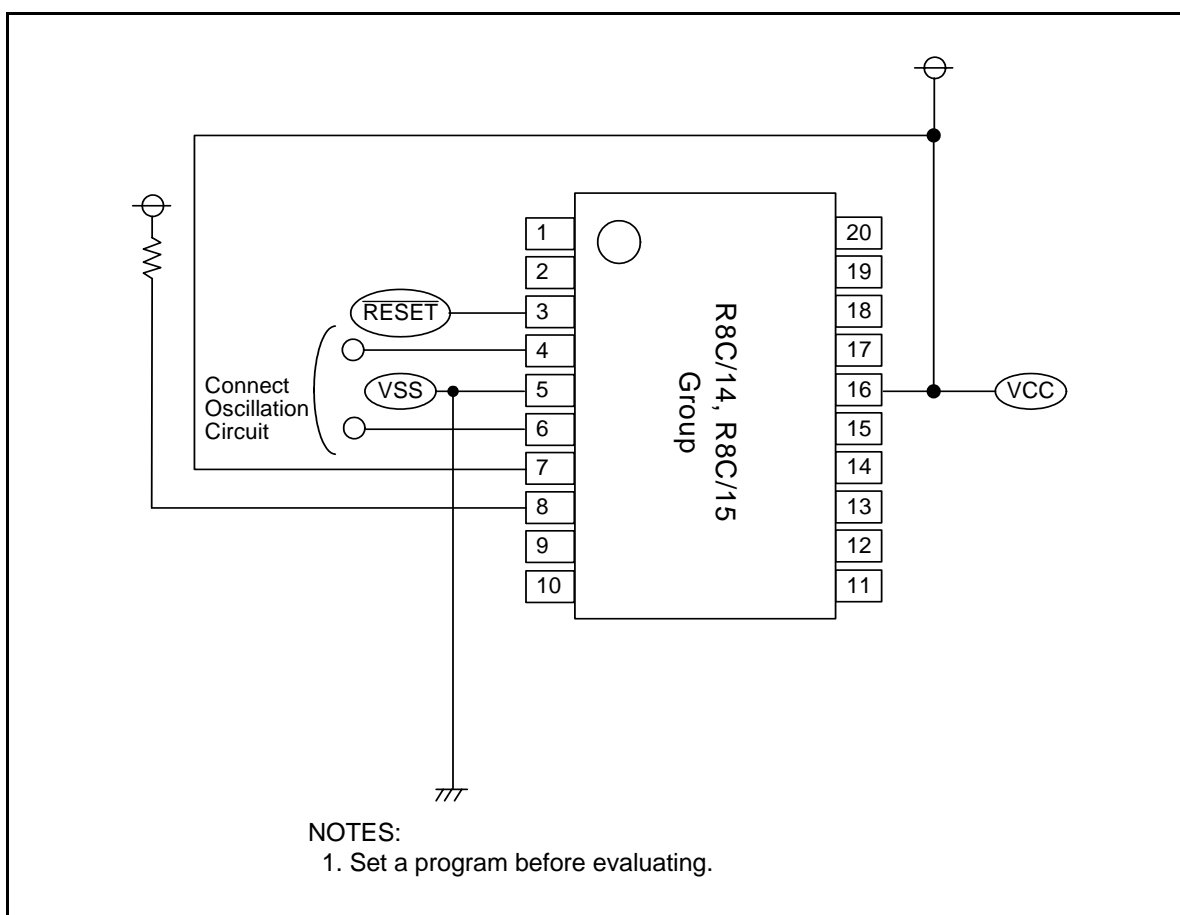 1
2
3
4
5
6
7
8
9
10
20
19
18
17
16
15
14
13
12
11
RESET
VSS
VCC
Connect
Oscillation
Circuit
R8C/14, R8C/15
Group
NOTES:
1. Set a program before evaluating.